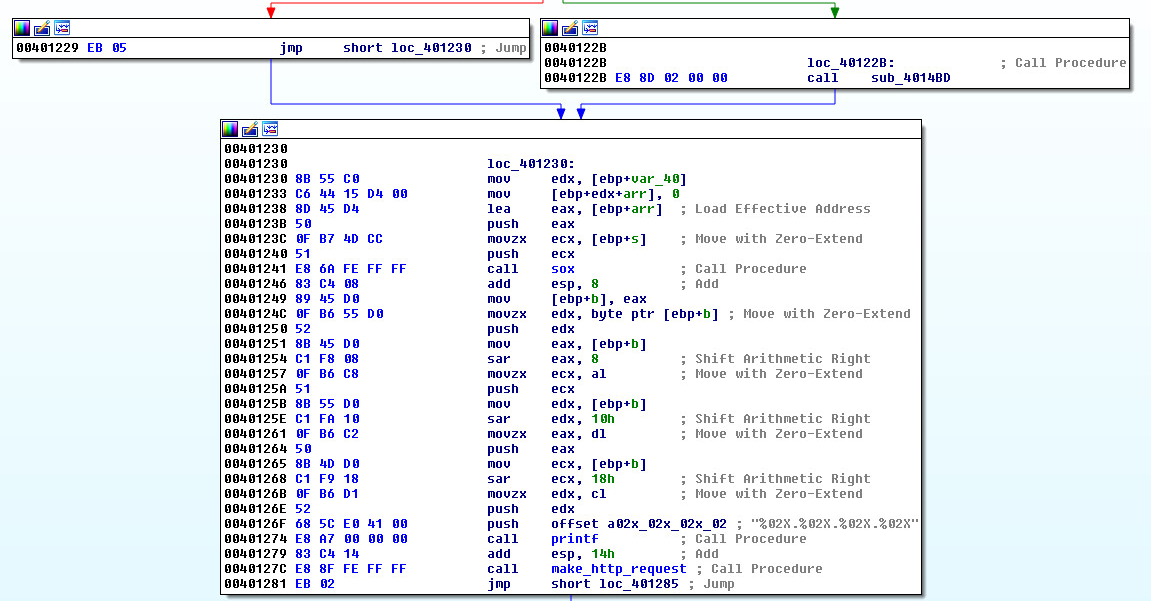 00401229 EB 05 jmp short loc_401230 ; Jump
0040122B
0040122B loc_40122B: ; Call Procedure
0040122B E8 8D 02 00 00 call sub_4014BD
00401230
00401230 loc_401230:
00401230 8B 55 C0 mov edx, [ebp+var_40]
00401233 C6 44 15 D4 00 mov [ebp+edx+arr], 0
00401238 8D 45 D4 lea eax, [ebp+arr] ; Load Effective Address
0040123B 50 push eax
0040123C 0F B7 4D CC movzx ecx, [ebp+s] ; Move with Zero-Extend
00401240 51 push ecx
00401241 E8 6A FE FF FF call sox ; Call Procedure
00401246 83 C4 08 add esp, 8 ; Add
00401249 89 45 D0 mov [ebp+b], eax
0040124C 0F B6 55 D0 movzx edx, byte ptr [ebp+b] ; Move with Zero-Extend
00401250 52 push edx
00401251 8B 45 D0 mov eax, [ebp+b]
00401254 C1 F8 08 sar eax, 8 ; Shift Arithmetic Right
00401257 0F B6 C8 movzx ecx, al ; Move with Zero-Extend
0040125A 51 push ecx
0040125B 8B 55 D0 mov edx, [ebp+b]
0040125E C1 FA 10 sar edx, 10h ; Shift Arithmetic Right
00401261 0F B6 C2 movzx eax, dl ; Move with Zero-Extend
00401264 50 push eax
00401265 8B 4D D0 mov ecx, [ebp+b]
00401268 C1 F9 18 sar ecx, 18h ; Shift Arithmetic Right
0040126B 0F B6 D1 movzx edx, cl ; Move with Zero-Extend
0040126E 52 push edx
0040126F 68 5C E0 41 00 push offset a02x_02x_02x_02 ; "%02X.%02X.%02X.%02X"
00401274 E8 A7 00 00 00 call printf ; Call Procedure
00401279 83 C4 14 add esp, 14h ; Add
0040127C E8 8F FE FF FF call make_http_request ; Call Procedure
00401281 EB 02 jmp short loc_401285 ; Jump